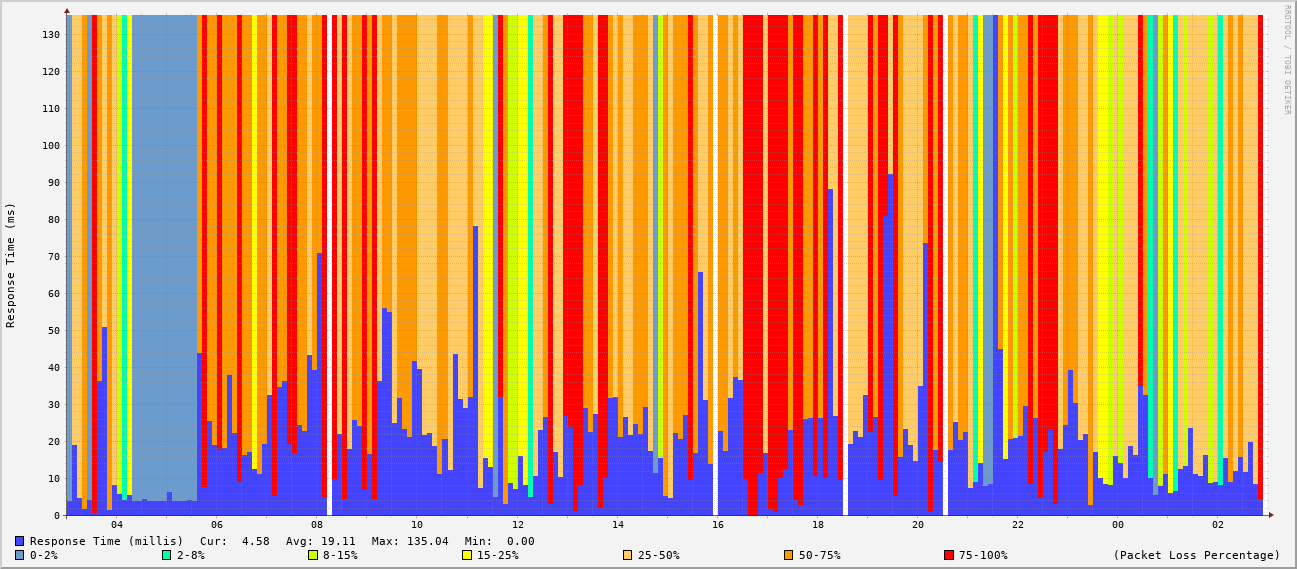 RRDTOOL / TOBI OETIKER
Response Time (ms)
130
120
110
100
90
80
70
60
50
40
30
20
10
0
04 06 08 10 12 14 16 18 20 22 00 02
Response Time (millis) Cur: 4.58 Avg: 19.11 Max: 135.04 Min: 0.00
0-2% 2-8% 8-15% 15-25% 25-50% 50-75% 75-100% (Packet Loss Percentage)